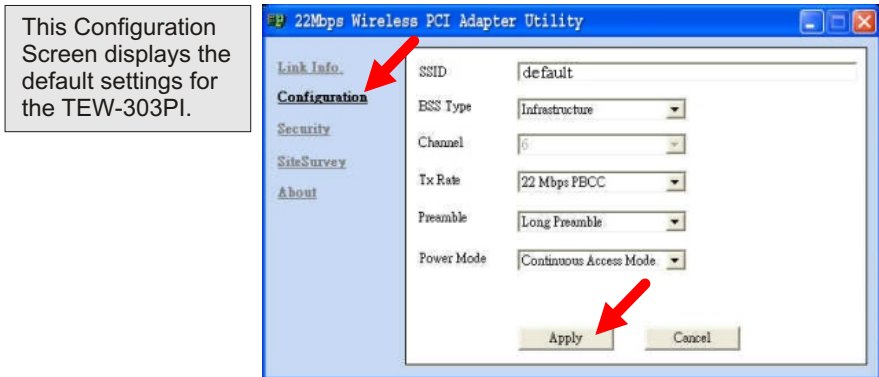 This Configuration
Screen displays the
default settings for
the TEW-303PI.
22Mbps Wireless PCI Adapter Utility
Link Info.
Configuration
Security
SiteSurvey
About
SSID default
BSS Type Infrastructure
Channel 6
Tx Rate 22 Mbps PBCC
Preamble Long Preamble
Power Mode Continuous Access Mode
Apply Cancel